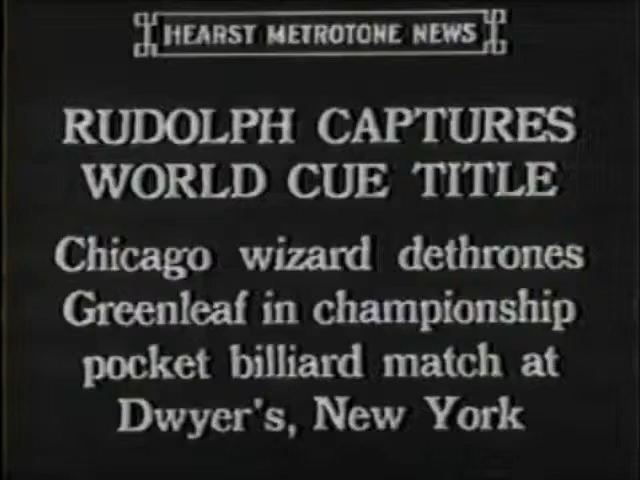 HEARST METROTONE NEWS
RUDOLPH CAPTURES
WORLD CUE TITLE
Chicago wizard dethrones
Greenleaf in championship
pocket billiard match at
Dwyer's, New York